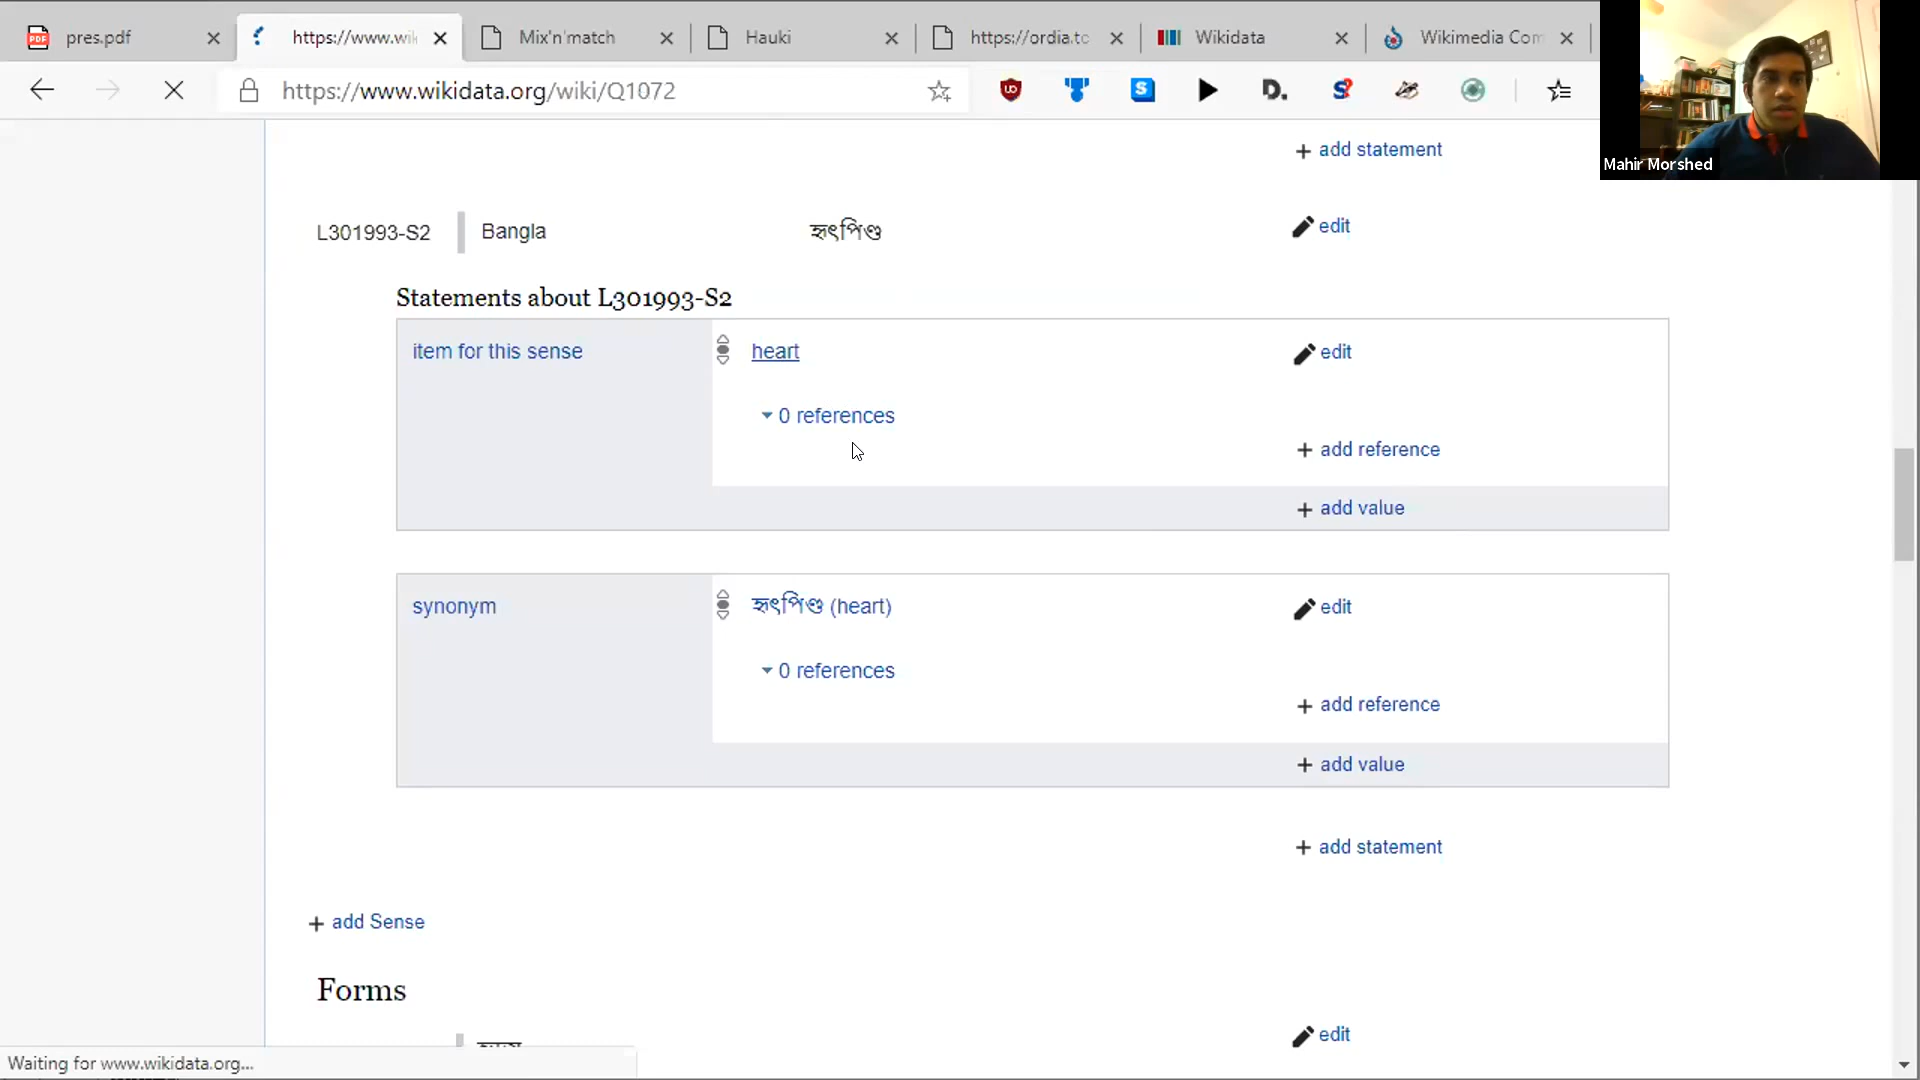 pres.pdf
https://www.wik
Mix'n'match
Hauki
https://ordia.tc
Wikidata
Wikimedia Com
https://www.wikidata.org/wiki/Q1072
Mahir Morshed
+ add statement
L301993-S2
Bangla
হৃৎপিণ্ড
edit
Statements about L301993-S2
item for this sense
heart
edit
0 references
+ add reference
+ add value
synonym
হৃৎপিণ্ড (heart)
edit
0 references
+ add reference
+ add value
+ add statement
+ add Sense
Forms
edit
Waiting for www.wikidata.org...